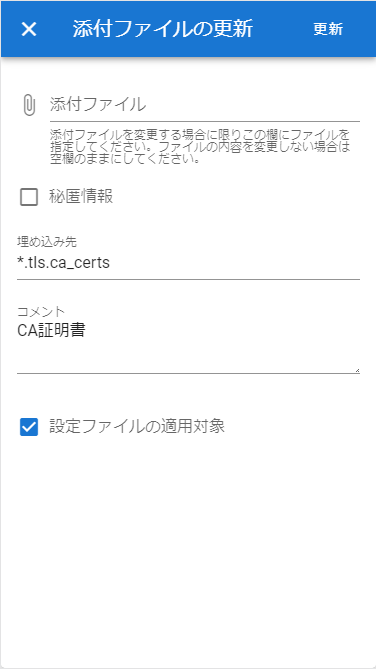 添付ファイルの更新
更新
添付ファイル
添付ファイルを変更する場合に限りこの欄にファイルを
指定してください。ファイルの内容を変更しない場合は
空欄のままにしてください。
秘匿情報
埋め込み先
*.tls.ca_certs
コメント
CA証明書
設定ファイルの適用対象